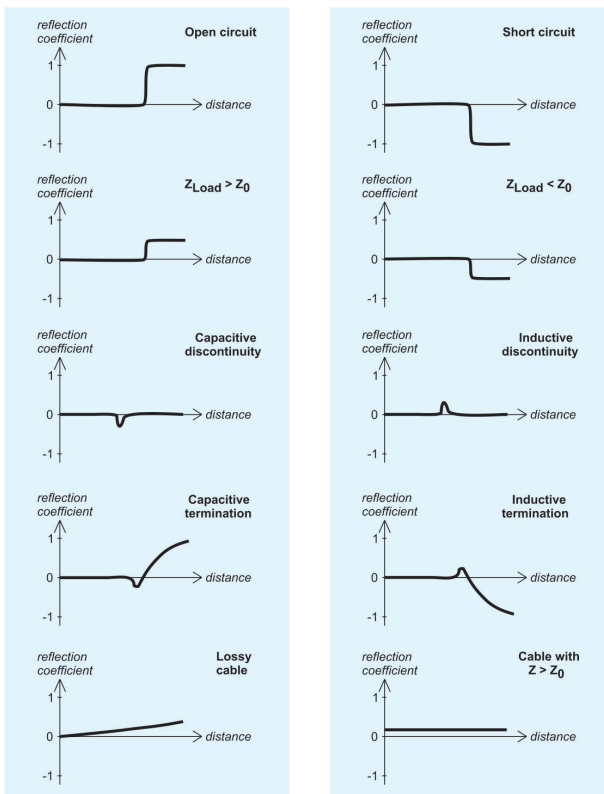 reflection
coefficient
Open circuit
1
0
distance
-1
reflection
coefficient
Short circuit
1
0
distance
-1
reflection
coefficient
ZLoad > Z0
1
0
distance
-1
reflection
coefficient
ZLoad < Z0
1
0
distance
-1
reflection
coefficient
Capacitive
discontinuity
1
0
distance
-1
reflection
coefficient
Inductive
discontinuity
1
0
distance
-1
reflection
coefficient
Capacitive
termination
1
0
distance
-1
reflection
coefficient
Inductive
termination
1
0
distance
-1
reflection
coefficient
Lossy
cable
1
0
distance
-1
reflection
coefficient
Cable with
Z > Z0
1
0
distance
-1